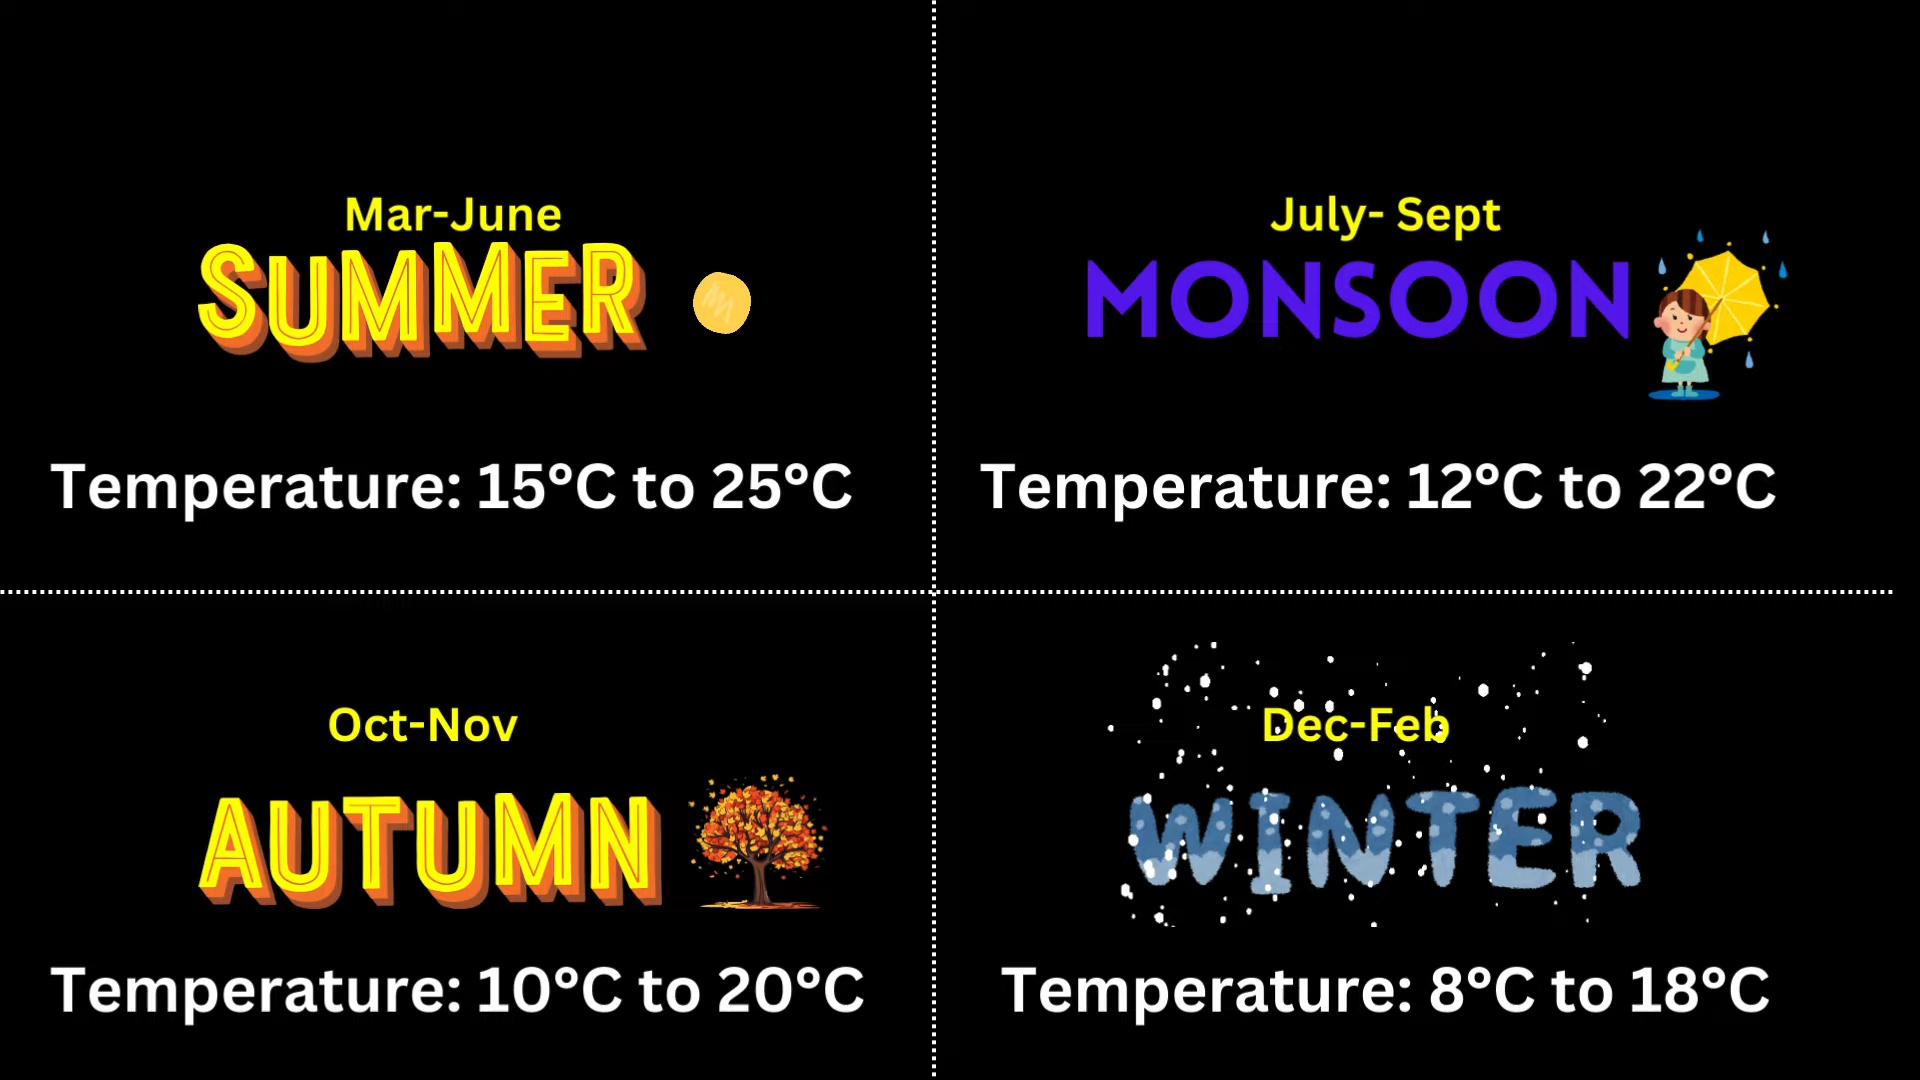 Mar-June
SUMMER
Temperature: 15°C to 25°C
July- Sept
MONSOON
Temperature: 12°C to 22°C
Oct-Nov
AUTUMN
Temperature: 10°C to 20°C
Dec-Feb
WINTER
Temperature: 8°C to 18°C